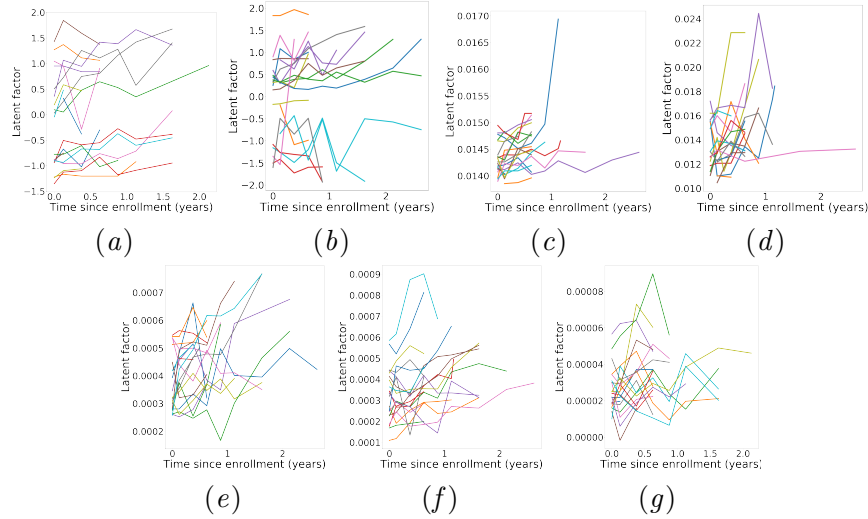 Latent factor
2.0
1.5
1.0
0.5
0.0
−0.5
−1.0
−1.5
0.0 0.5 1.0 1.5 2.0
Time since enrollment (years)
(a)
Latent factor
2.0
1.5
1.0
0.5
0.0
−0.5
−1.0
−1.5
−2.0
0 1 2
Time since enrollment (years)
(b)
Latent factor
0.0170
0.0165
0.0160
0.0155
0.0150
0.0145
0.0140
0 1 2
Time since enrollment (years)
(c)
Latent factor
0.024
0.022
0.020
0.018
0.016
0.014
0.012
0.010
0 1 2
Time since enrollment (years)
(d)
Latent factor
0.0007
0.0006
0.0005
0.0004
0.0003
0.0002
0 1 2
Time since enrollment (years)
(e)
Latent factor
0.0009
0.0008
0.0007
0.0006
0.0005
0.0004
0.0003
0.0002
0.0001
0 1 2
Time since enrollment (years)
(f)
Latent factor
0.00008
0.00006
0.00004
0.00002
0.00000
0.0 0.5 1.0 1.5 2.0
Time since enrollment (years)
(g)